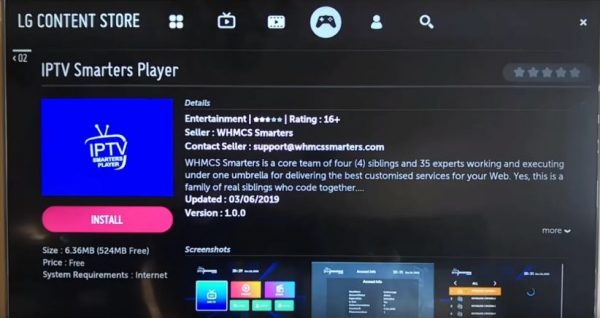 LG CONTENT STORE
< 02
IPTV Smarters Player
Details
Entertainment | ★★★★★ | Rating : 16+
Seller : WHMCS Smarters
Contact Seller : support@whmcssmarters.com
WHMCS Smarters is a core team of four (4) siblings and 35 experts working and executing
under one umbrella for delivering the best customised services for your Web. Yes, this is a
family of real siblings who code together....
Updated : 03/06/2019
Version : 1.0.0
more
IPTV
SMARTERS
PLAYER
INSTALL
Size : 6.36MB (524MB Free)
Price : Free
System Requirements : Internet
Screenshots
Account Info
ALL